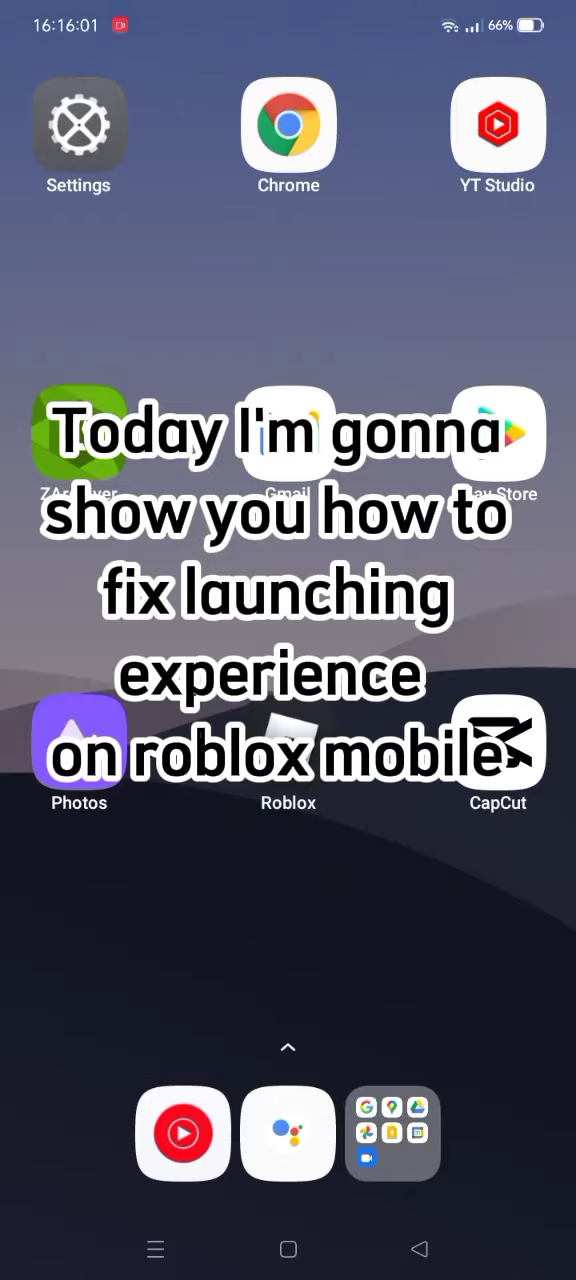 16:16:01
66%
Settings
Chrome
YT Studio
Today I'm gonna
show you how to
fix launching
experience
on roblox mobile
Gmail
Store
Photos
Roblox
CapCut